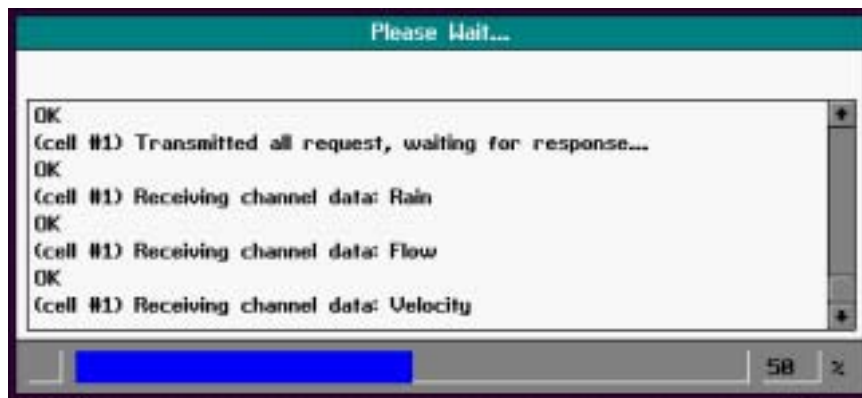 Please Wait...
OK
(cell #1) Transmitted all request, waiting for response...
OK
(cell #1) Receiving channel data: Rain
OK
(cell #1) Receiving channel data: Flow
OK
(cell #1) Receiving channel data: Velocity
50 %